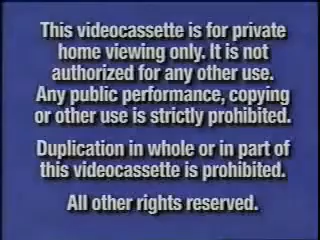 This videocassette is for private
home viewing only. It is not
authorized for any other use.
Any public performance, copying
or other use is strictly prohibited.
Duplication in whole or in part of
this videocassette is prohibited.
All other rights reserved.